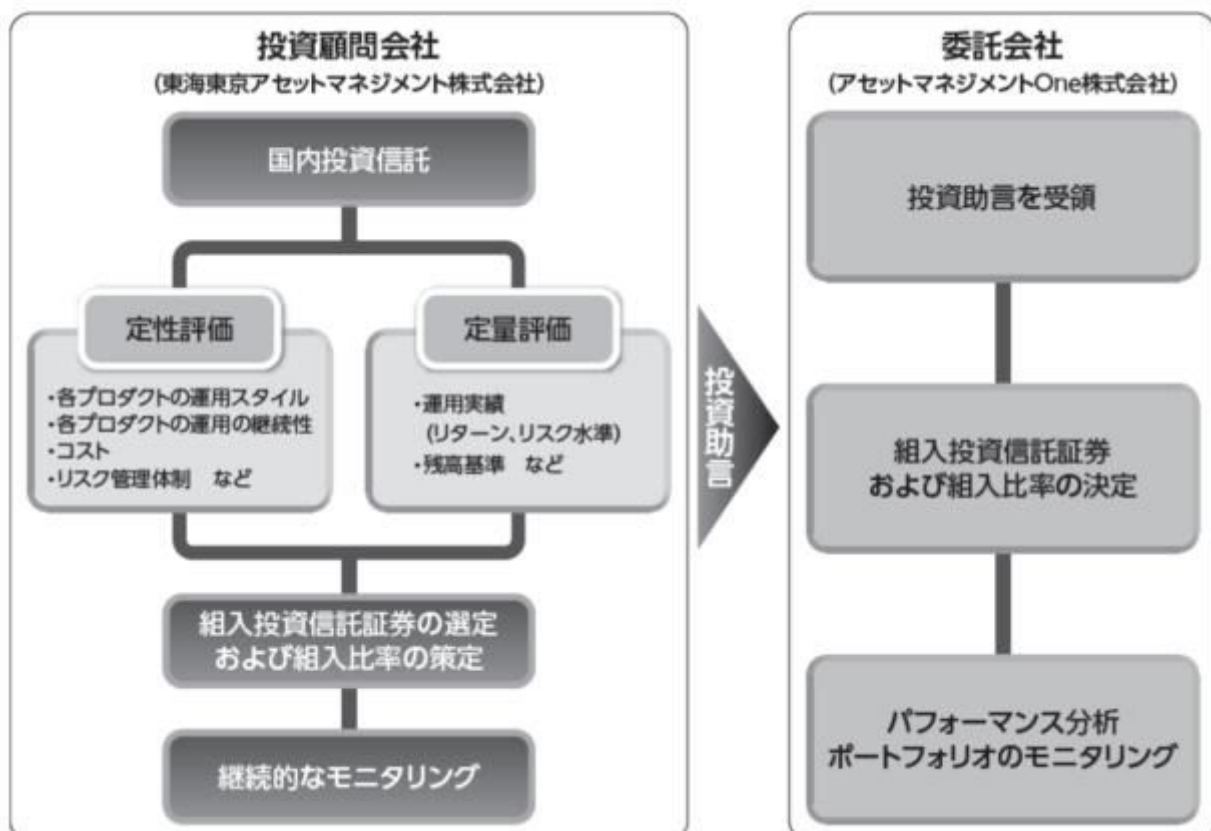 投資顧問会社
(東海東京アセットマネジメント株式会社)
国内投資信託
定性評価
・各プロダクトの運用スタイル
・各プロダクトの運用の継続性
・コスト
・リスク管理体制 など
定量評価
・運用実績
(リターン、リスク水準)
・残高基準 など
組入投資信託証券の選定
および組入比率の策定
継続的なモニタリング
投資助言
委託会社
(アセットマネジメントOne株式会社)
投資助言を受領
組入投資信託証券
および組入比率の決定
パフォーマンス分析
ポートフォリオのモニタリング